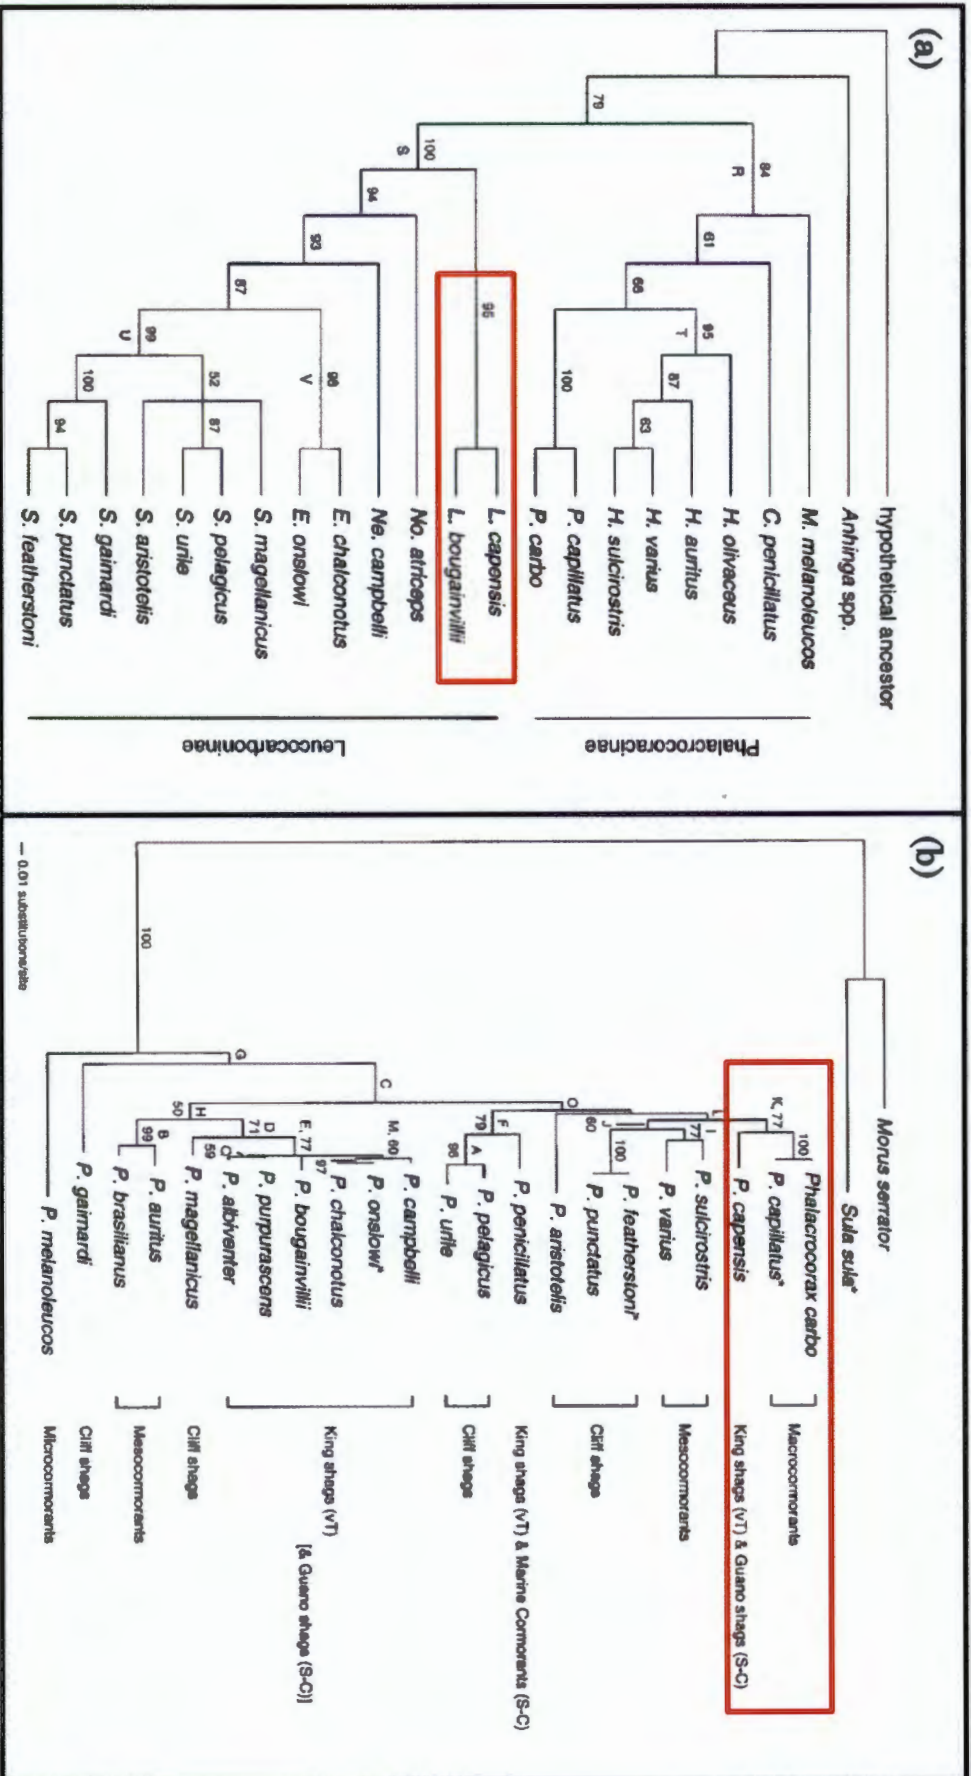 (a)
hypothetical ancestor
Anhinga spp.
M. melanoleucos
C. penicillatus
H. olivaceus
H. auritus
H. varius
H. sulcirostris
P. capillatus
P. carbo
L. capensis
L. bougainvillii
No. atriceps
Ne. campbelli
E. chalconotus
E. onslowi
S. magellanicus
S. pelagicus
S. urile
S. aristotelis
S. gaimardi
S. punctatus
S. featherstoni
Phalacrocoracinae
Leucocarboninae
79
84
R
61
66
95
T
87
63
100
100
S
95
94
93
87
98
V
99
U
52
87
100
94
(b)
Morus serrator
Sula sula*
Phalacrocorax carbo
P. capillatus*
P. capensis
P. sulcirostris
P. varius
P. featherstoni*
P. punctatus
P. aristotelis
P. penicillatus
P. pelagicus
P. urile
P. campbelli
P. onslowi*
P. chalconotus
P. bougainvillii
P. purpurascens
P. albiventer
P. magellanicus
P. auritus
P. brasilianus
P. gaimardi
P. melanoleucos
Macrocormorants
King shags (vT) & Guano shags (S-C)
Mesocormorants
Cliff shags
King shags (vT) & Marine Cormorants (S-C)
Cliff shags
King shags (vT)
[& Guano shags (S-C)]
Cliff shags
Mesocormorants
Cliff shags
Microcormorants
100
K, 77
L
I
77
J
100
60
O
F
79
A
96
C
G
M, 60
97
E, 77
D
71
59
H
50
B
99
100
0.01 substitutions/site